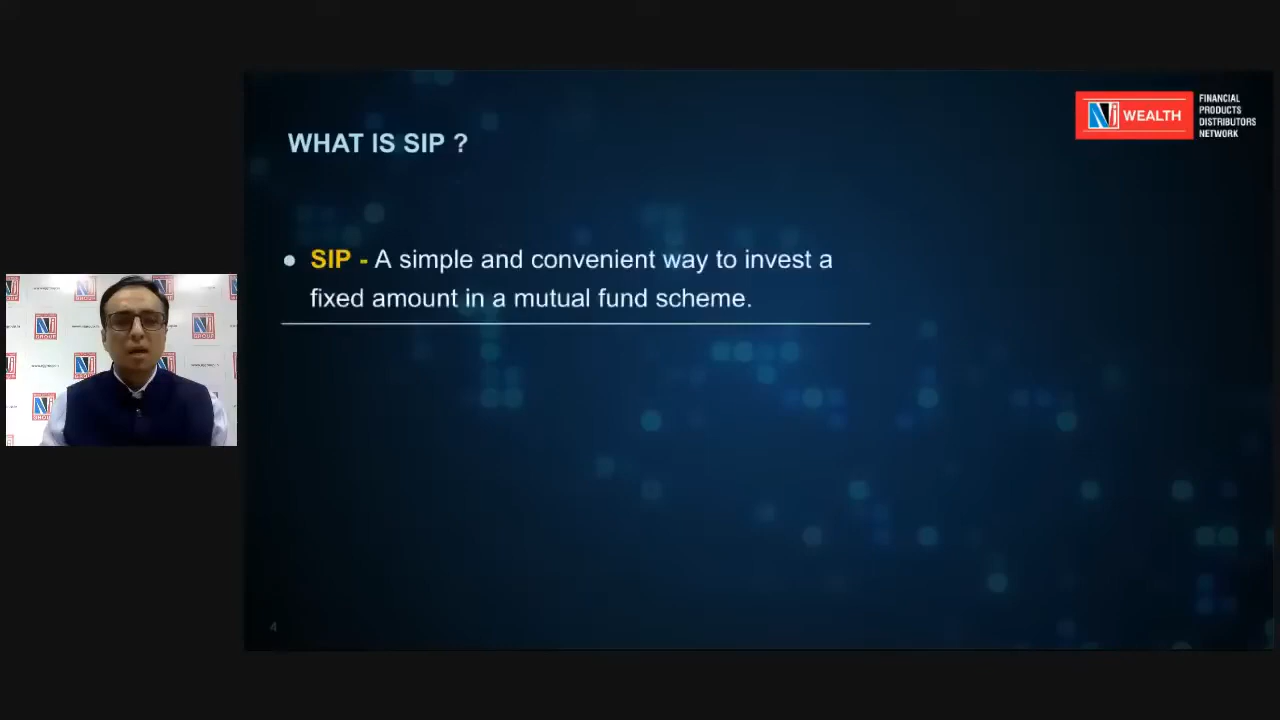 WHAT IS SIP ?
NJ WEALTH
FINANCIAL
PRODUCTS
DISTRIBUTORS
NETWORK
● SIP - A simple and convenient way to invest a
fixed amount in a mutual fund scheme.
4